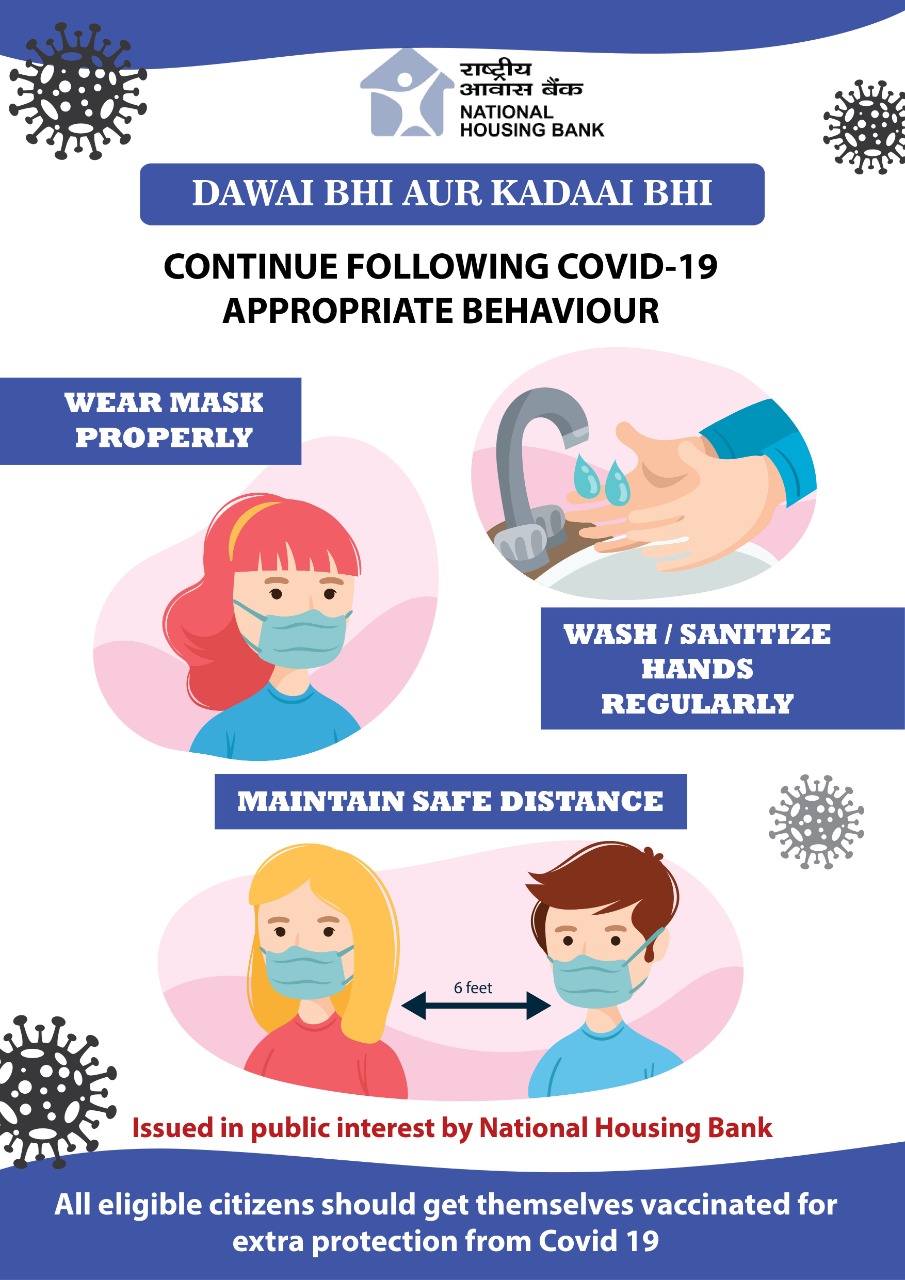 राष्ट्रीय
आवास बैंक
NATIONAL
HOUSING BANK
DAWAI BHI AUR KADAAI BHI
CONTINUE FOLLOWING COVID-19
APPROPRIATE BEHAVIOUR
WEAR MASK
PROPERLY
WASH / SANITIZE
HANDS
REGULARLY
MAINTAIN SAFE DISTANCE
6 feet
Issued in public interest by National Housing Bank
All eligible citizens should get themselves vaccinated for
extra protection from Covid 19